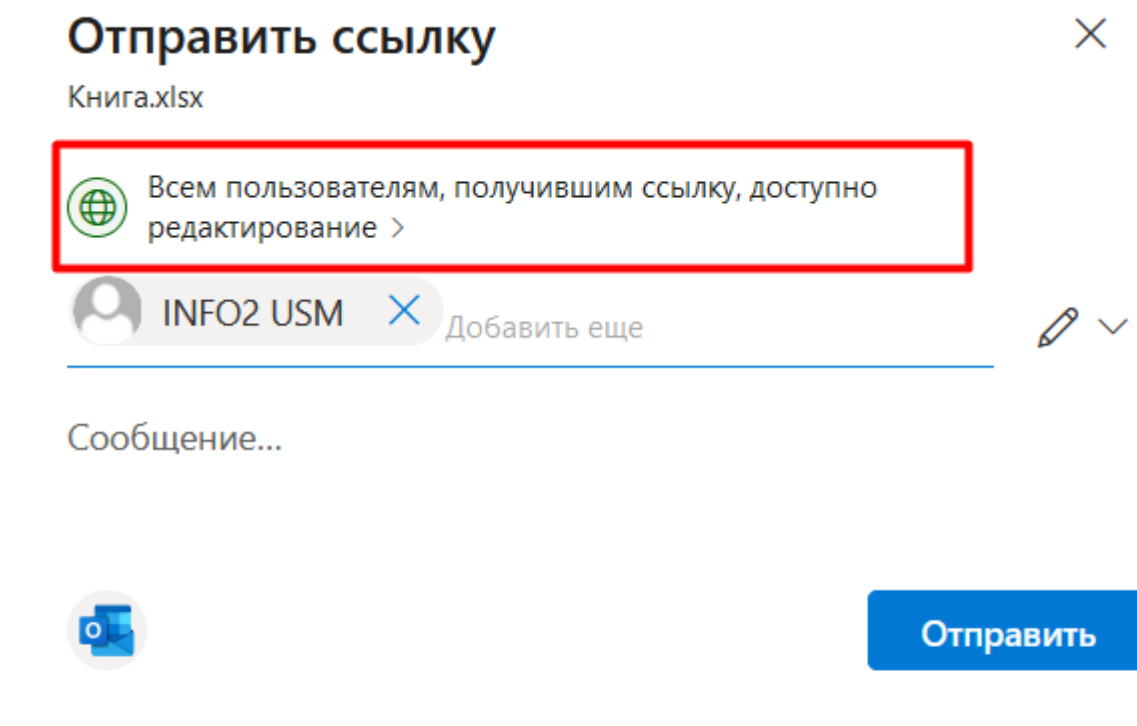 Отправить ссылку
Книга.xlsx
Всем пользователям, получившим ссылку, доступно
редактирование >
INFO2 USM
Добавить еще
Сообщение...
Отправить